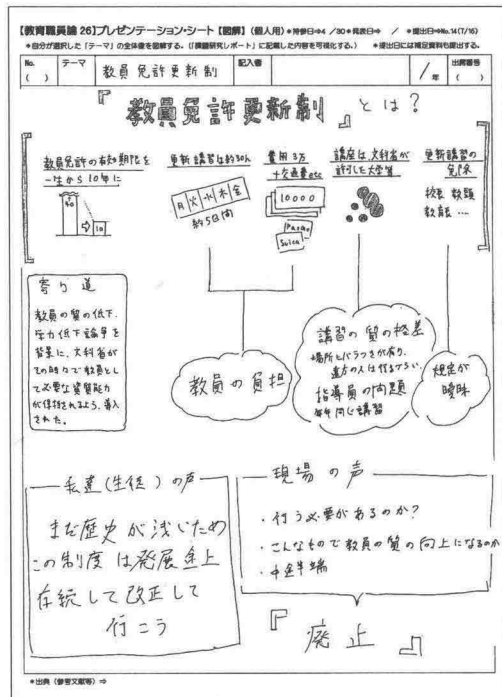 【教育職員論 26】プレゼンテーション・シート【図解】(個人用) *持参日⇒4 /30*発表日⇒ / *提出日⇒No.14(7/16)
*自分が選択した「テーマ」の全体像を図解する。(「課題研究レポート」に記載した内容を可視化する。) *提出日には補足資料も提出する。
No. ( ) テーマ 教員免許更新制 記入者 / 年 出席番号 ( )
『教員免許更新制』とは?
教員免許の有効期限を
一生から10年に
更新講習は約30h
月 火 水 木 金
約5日間
費用 3万
+交通費etc
10000
Pasmo
Suica
講座は、文科省が
許可した大学等
更新講習の
免除
校長 教頭
教育長 ....
寄り道
教員の質の低下、
学力低下論争を
背景に、文科省が
その時々で教員とし
て必要な資質能力
が保持されるよう、導入
された。
教員の負担
講習の質の格差
場所にバラつきが有り、
遠方の人は行きづらい。
指導員の問題
毎年同じ講習
規定が
曖昧
私達(生徒)の声
まだ歴史が浅いため
この制度は発展途上
存続して改正して
行こう
現場の声
・行う必要があるのか?
・こんなもので教員の質の向上になるのか
・中途半端
『廃止』
*出典(参考文献等)⇒